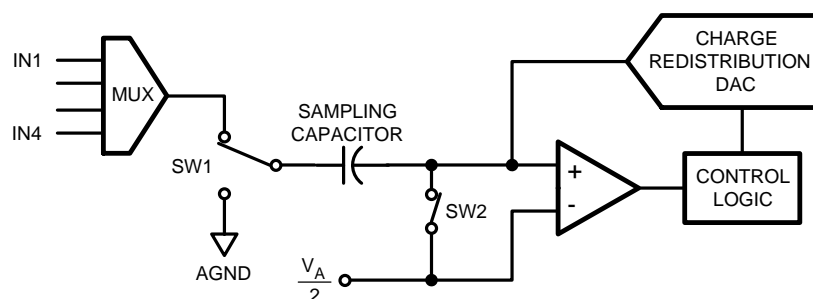 IN1
IN4
MUX
SW1
AGND
SAMPLING
CAPACITOR
SW2
V_A
2
+
-
CHARGE
REDISTRIBUTION
DAC
CONTROL
LOGIC